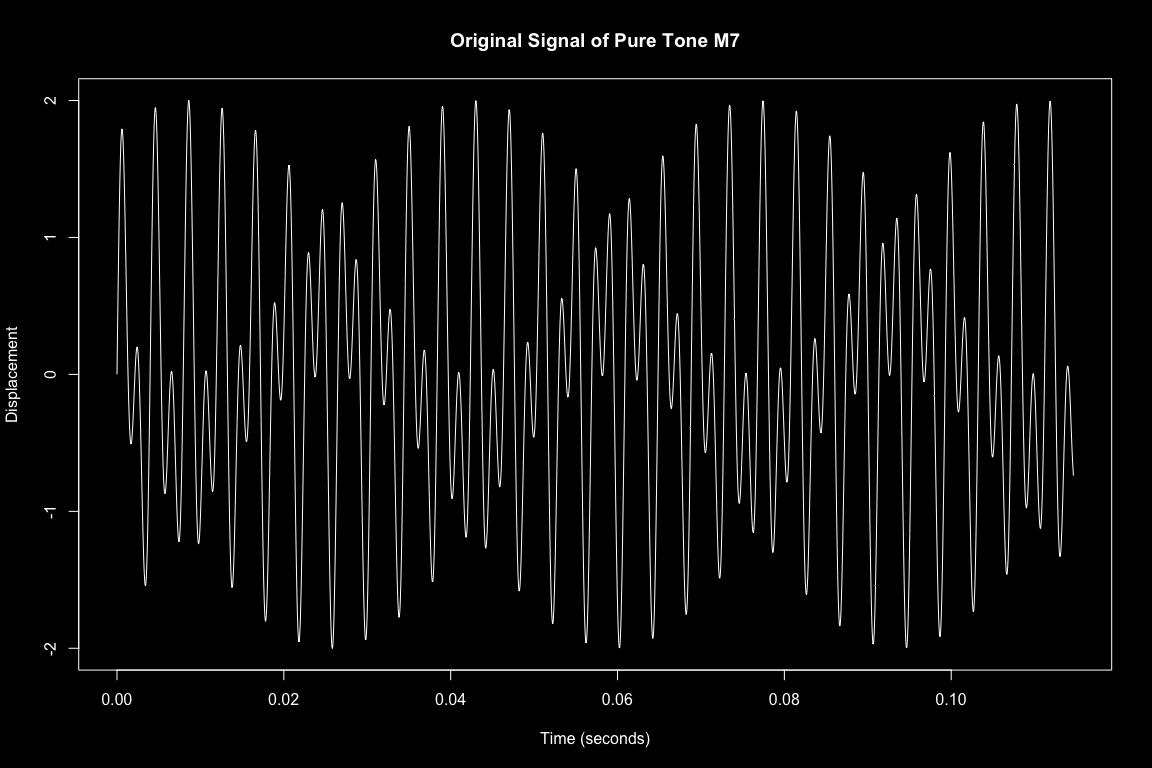 Original Signal of Pure Tone M7
2
1
0
-1
-2
Displacement
0.00 0.02 0.04 0.06 0.08 0.10
Time (seconds)